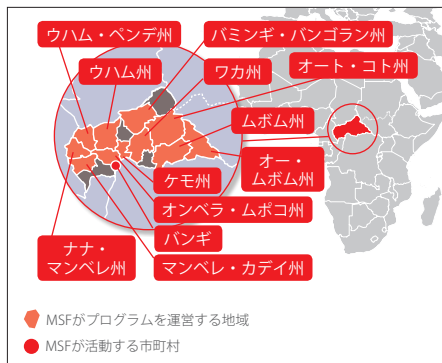 ウハム・ペンデ州
バミンギ・バンゴラン州
ウハム州
ワカ州
オート・コト州
ムボム州
オー・
ムボム州
ケモ州
オンベラ・ムポコ州
バンギ
ナナ・
マンベレ州
マンベレ・カデイ州
MSFがプログラムを運営する地域
MSFが活動する市町村